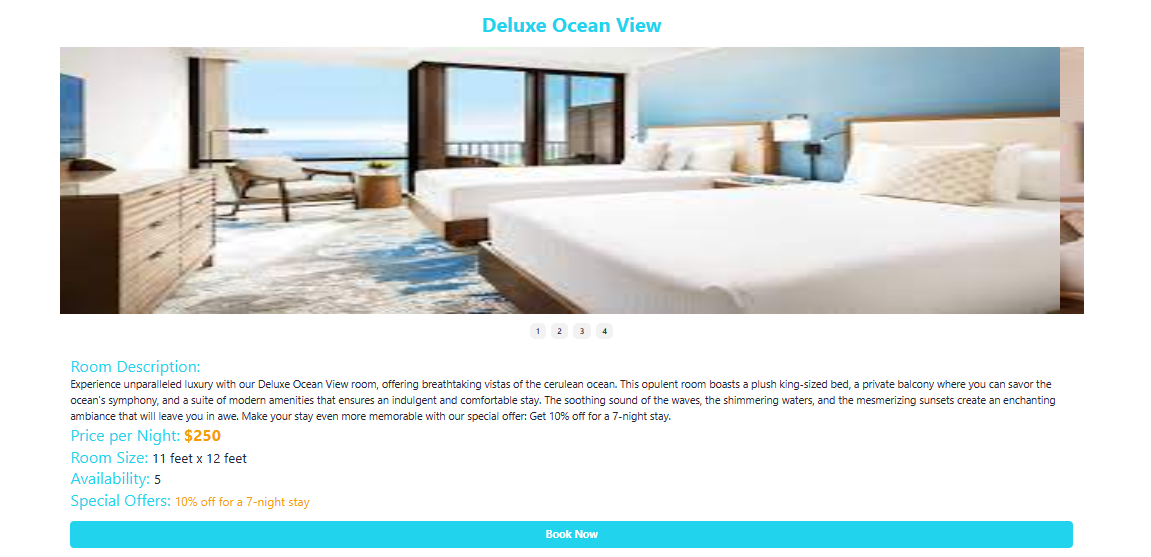 Deluxe Ocean View
1 2 3 4
Room Description:
Experience unparalleled luxury with our Deluxe Ocean View room, offering breathtaking vistas of the cerulean ocean. This opulent room boasts a plush king-sized bed, a private balcony where you can savor the
ocean's symphony, and a suite of modern amenities that ensures an indulgent and comfortable stay. The soothing sound of the waves, the shimmering waters, and the mesmerizing sunsets create an enchanting
ambiance that will leave you in awe. Make your stay even more memorable with our special offer: Get 10% off for a 7-night stay.
Price per Night: $250
Room Size: 11 feet x 12 feet
Availability: 5
Special Offers: 10% off for a 7-night stay
Book Now